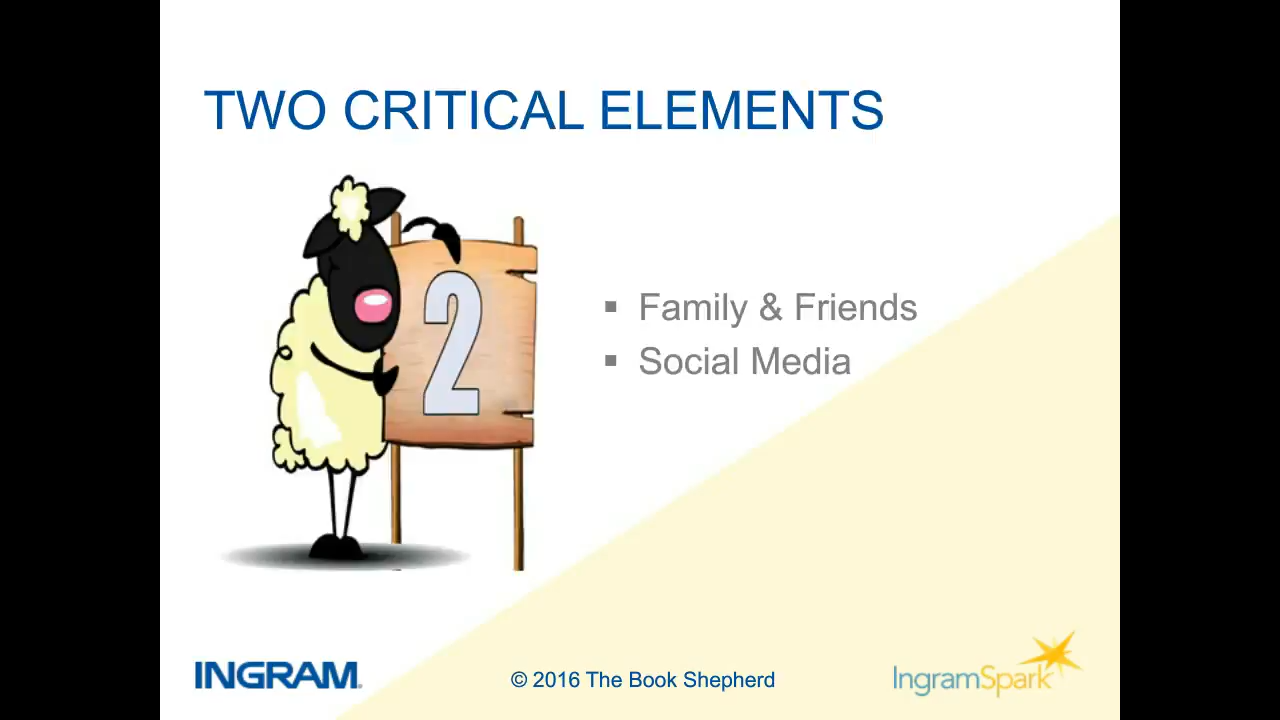 TWO CRITICAL ELEMENTS
2
▪ Family & Friends
▪ Social Media
INGRAM.
© 2016 The Book Shepherd
IngramSpark